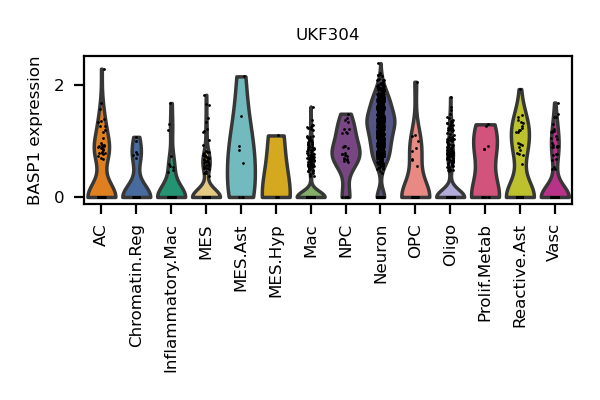 UKF304
BASP1 expression
2
0
AC
Chromatin.Reg
Inflammatory.Mac
MES
MES.Ast
MES.Hyp
Mac
NPC
Neuron
OPC
Oligo
Prolif.Metab
Reactive.Ast
Vasc